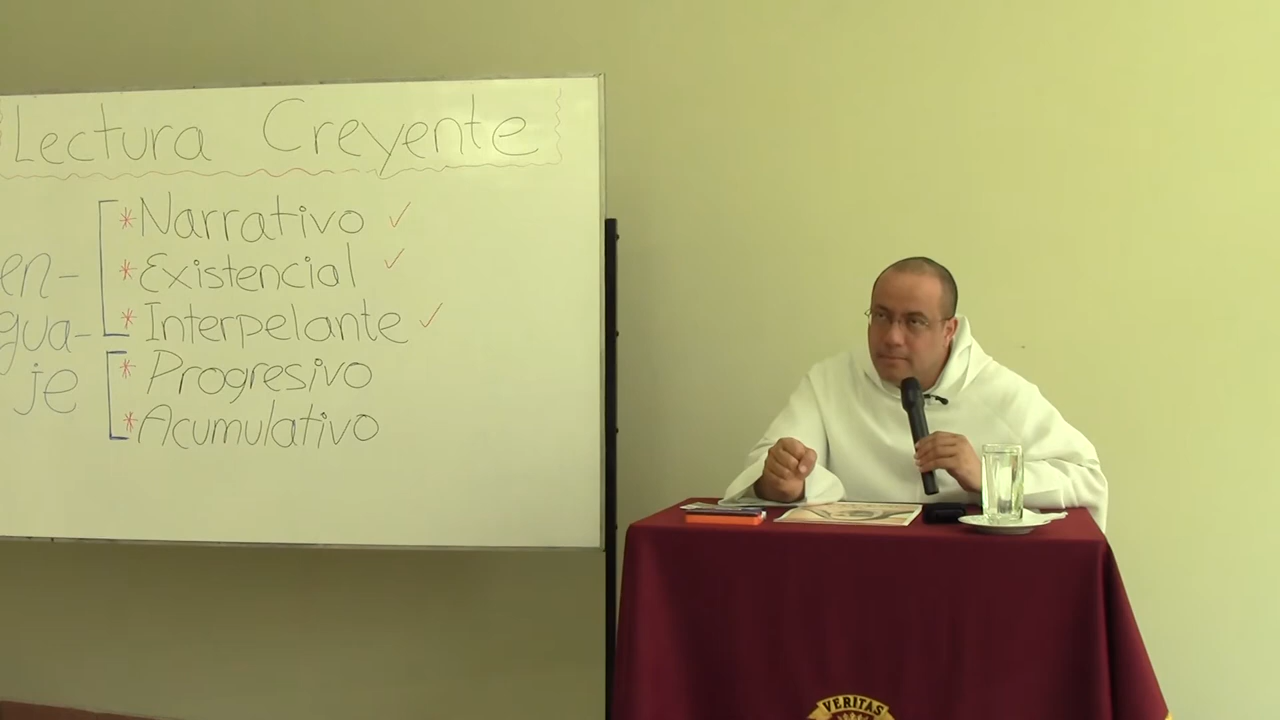 Lectura Creyente
* Narrativo ✓
* Existencial ✓
* Interpelante ✓
* Progresivo
* Acumulativo
en-
gua-
je
VERITAS